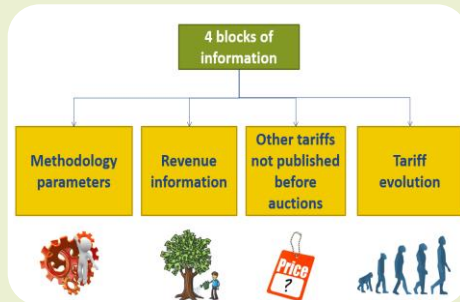 4 blocks of
information
Methodology
parameters
Revenue
information
Other tariffs
not published
before
auctions
Tariff
evolution
Price
?